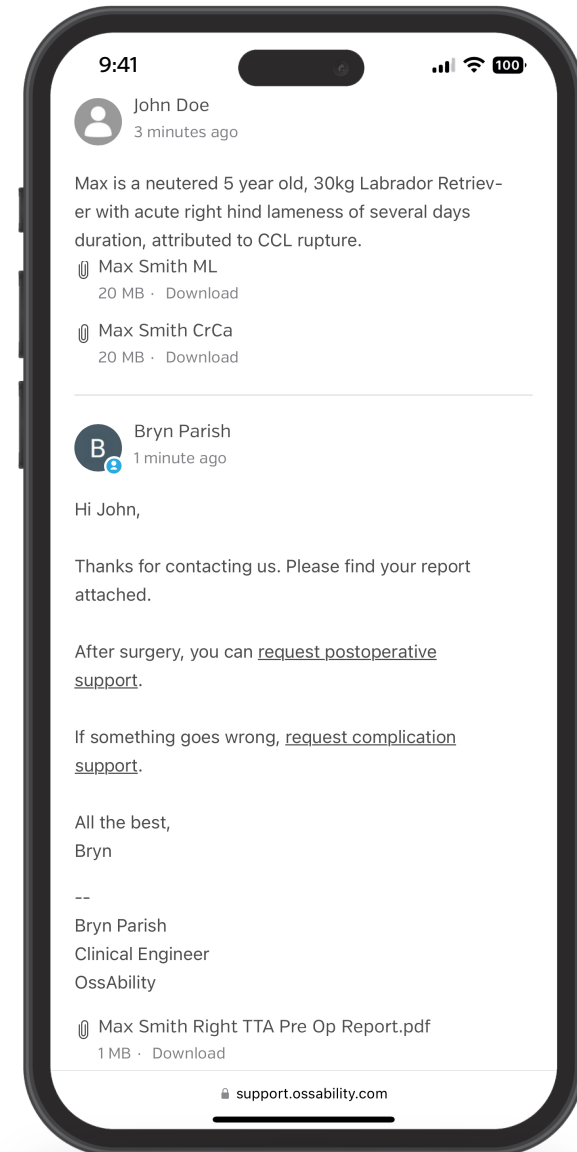 9:41
100
John Doe
3 minutes ago
Max is a neutered 5 year old, 30kg Labrador Retriev-
er with acute right hind lameness of several days
duration, attributed to CCL rupture.
Max Smith ML
20 MB · Download
Max Smith CrCa
20 MB · Download
B
Bryn Parish
1 minute ago
Hi John,
Thanks for contacting us. Please find your report
attached.
After surgery, you can request postoperative
support.
If something goes wrong, request complication
support.
All the best,
Bryn
--
Bryn Parish
Clinical Engineer
OssAbility
Max Smith Right TTA Pre Op Report.pdf
1 MB · Download
support.ossability.com